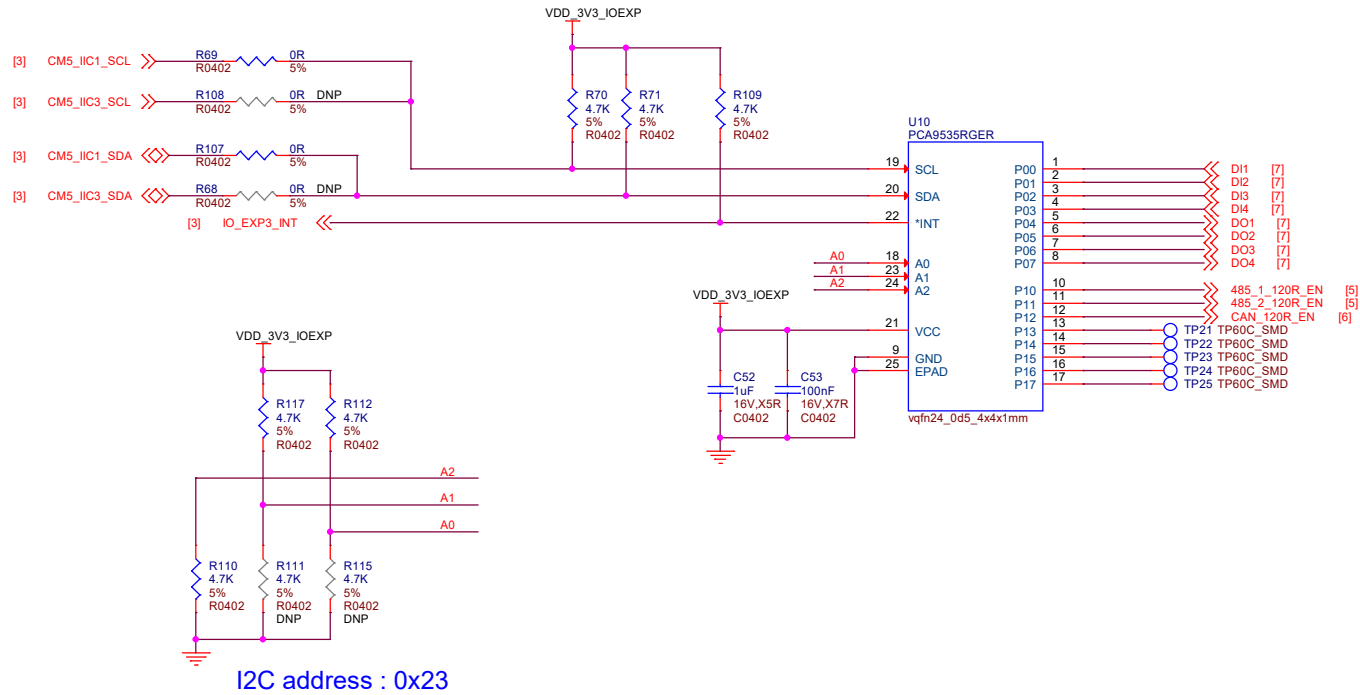 VDD_3V3_IOEXP
[3] CM5_IIC1_SCL R69 0R
R0402 5%
[3] CM5_IIC3_SCL R108 0R DNP
R0402 5%
[3] CM5_IIC1_SDA R107 0R
R0402 5%
[3] CM5_IIC3_SDA R68 0R DNP
R0402 5%
[3] IO_EXP3_INT
R70
4.7K
5%
R0402
R71
4.7K
5%
R0402
R109
4.7K
5%
R0402
U10
PCA9535RGER
19 SCL
20 SDA
22 *INT
A0 18 A0
A1 23 A1
A2 24 A2
21 VCC
9 GND
25 EPAD
P00 1 DI1 [7]
P01 2 DI2 [7]
P02 3 DI3 [7]
P03 4 DI4 [7]
P04 5 DO1 [7]
P05 6 DO2 [7]
P06 7 DO3 [7]
P07 8 DO4 [7]
P10 10 485_1_120R_EN [5]
P11 11 485_2_120R_EN [5]
P12 12 CAN_120R_EN [6]
P13 13 TP21 TP60C_SMD
P14 14 TP22 TP60C_SMD
P15 15 TP23 TP60C_SMD
P16 16 TP24 TP60C_SMD
P17 17 TP25 TP60C_SMD
vqfn24_0d5_4x4x1mm
VDD_3V3_IOEXP
C52
1uF
16V,X5R
C0402
C53
100nF
16V,X7R
C0402
VDD_3V3_IOEXP
R117
4.7K
5%
R0402
R112
4.7K
5%
R0402
A2
A1
A0
R110
4.7K
5%
R0402
R111
4.7K
5%
R0402
DNP
R115
4.7K
5%
R0402
DNP
I2C address : 0x23